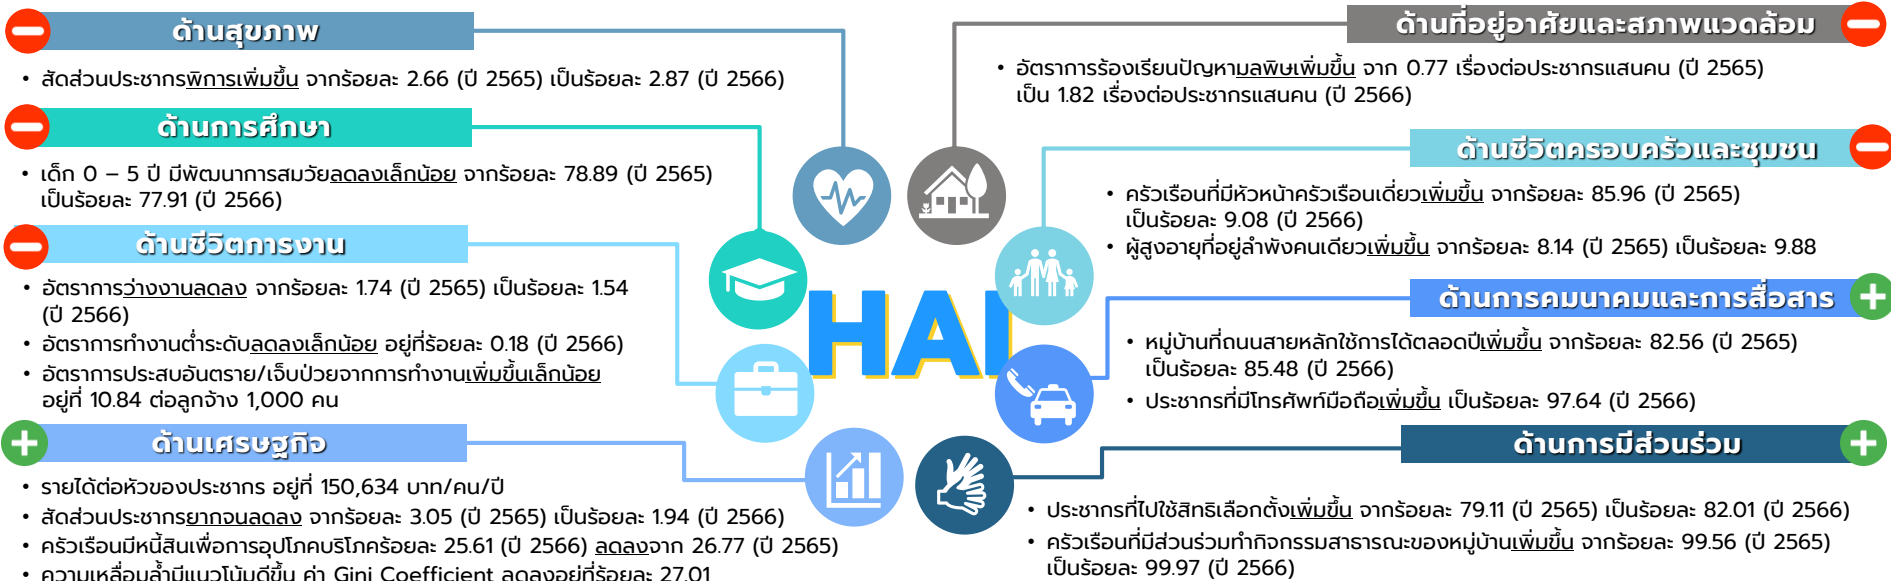 ด้านสุขภาพ
• สัดส่วนประชากรพิการเพิ่มขึ้น จากร้อยละ 2.66 (ปี 2565) เป็นร้อยละ 2.87 (ปี 2566)
ด้านการศึกษา
• เด็ก 0 – 5 ปี มีพัฒนาการสมวัยลดลงเล็กน้อย จากร้อยละ 78.89 (ปี 2565)
เป็นร้อยละ 77.91 (ปี 2566)
ด้านชีวิตการงาน
• อัตราการว่างงานลดลง จากร้อยละ 1.74 (ปี 2565) เป็นร้อยละ 1.54
(ปี 2566)
• อัตราการทำงานต่ำระดับลดลงเล็กน้อย อยู่ที่ร้อยละ 0.18 (ปี 2566)
• อัตราการประสบอันตราย/เจ็บป่วยจากการทำงานเพิ่มขึ้นเล็กน้อย
อยู่ที่ 10.84 ต่อลูกจ้าง 1,000 คน
ด้านเศรษฐกิจ
• รายได้ต่อหัวของประชากร อยู่ที่ 150,634 บาท/คน/ปี
• สัดส่วนประชากรยากจนลดลง จากร้อยละ 3.05 (ปี 2565) เป็นร้อยละ 1.94 (ปี 2566)
• ครัวเรือนมีหนี้สินเพื่อการอุปโภคบริโภคร้อยละ 25.61 (ปี 2566) ลดลงจาก 26.77 (ปี 2565)
• ความเหลื่อมล้ำมีแนวโน้มดีขึ้น ค่า Gini Coefficient ลดลงอยู่ที่ร้อยละ 27.01
HAI
ด้านที่อยู่อาศัยและสภาพแวดล้อม
• อัตราการร้องเรียนปัญหามลพิษเพิ่มขึ้น จาก 0.77 เรื่องต่อประชากรแสนคน (ปี 2565)
เป็น 1.82 เรื่องต่อประชากรแสนคน (ปี 2566)
ด้านชีวิตครอบครัวและชุมชน
• ครัวเรือนที่มีหัวหน้าครัวเรือนเดี่ยวเพิ่มขึ้น จากร้อยละ 85.96 (ปี 2565)
เป็นร้อยละ 9.08 (ปี 2566)
• ผู้สูงอายุที่อยู่ลำพังคนเดียวเพิ่มขึ้น จากร้อยละ 8.14 (ปี 2565) เป็นร้อยละ 9.88
ด้านการคมนาคมและการสื่อสาร
• หมู่บ้านที่ถนนสายหลักใช้การได้ตลอดปีเพิ่มขึ้น จากร้อยละ 82.56 (ปี 2565)
เป็นร้อยละ 85.48 (ปี 2566)
• ประชากรที่มีโทรศัพท์มือถือเพิ่มขึ้น เป็นร้อยละ 97.64 (ปี 2566)
ด้านการมีส่วนร่วม
• ประชากรที่ไปใช้สิทธิเลือกตั้งเพิ่มขึ้น จากร้อยละ 79.11 (ปี 2565) เป็นร้อยละ 82.01 (ปี 2566)
• ครัวเรือนที่มีส่วนร่วมทำกิจกรรมสาธารณะของหมู่บ้านเพิ่มขึ้น จากร้อยละ 99.56 (ปี 2565)
เป็นร้อยละ 99.97 (ปี 2566)